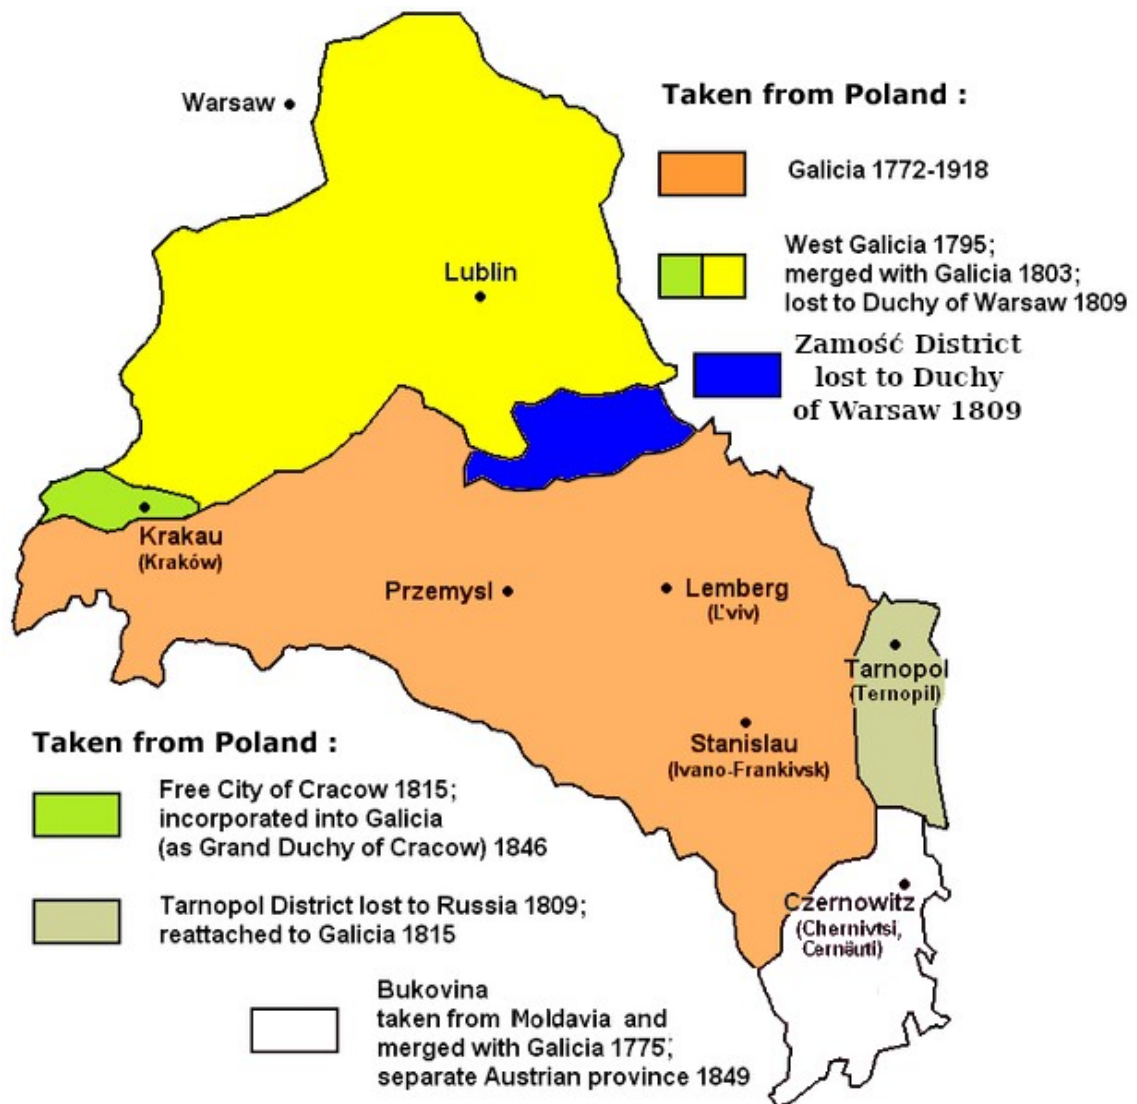 Warsaw
Taken from Poland :
Galicia 1772-1918
West Galicia 1795;
merged with Galicia 1803;
lost to Duchy of Warsaw 1809
Lublin
Zamość District
lost to Duchy
of Warsaw 1809
Krakau
(Kraków)
Przemysl
Lemberg
(L'viv)
Tarnopol
(Ternopil)
Stanislau
(Ivano-Frankivsk)
Taken from Poland :
Free City of Cracow 1815;
incorporated into Galicia
(as Grand Duchy of Cracow) 1846
Tarnopol District lost to Russia 1809;
reattached to Galicia 1815
Czernowitz
(Chernivtsi,
Cernăuti)
Bukovina
taken from Moldavia and
merged with Galicia 1775;
separate Austrian province 1849